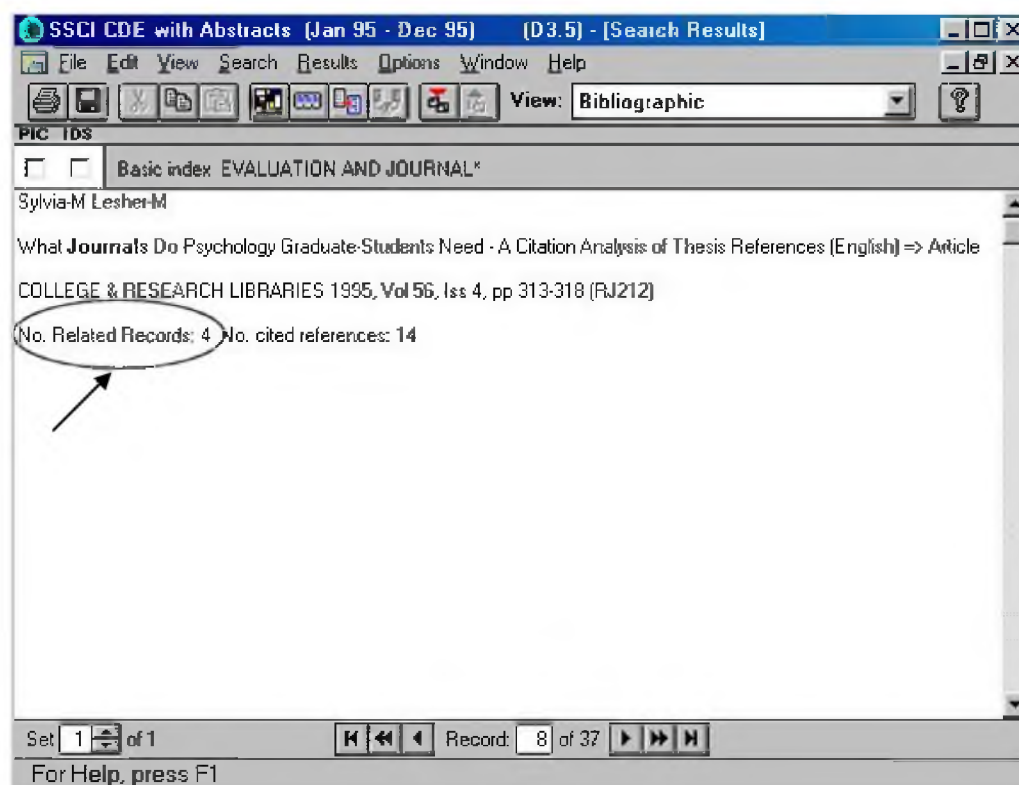 SSCI CDE with Abstracts (Jan 95 - Dec 95) (D3.5) - [Search Results]
File Edit View Search Results Options Window Help
View: Bibliographic
PIC IDS
Basic index EVALUATION AND JOURNAL*
Sylvia-M Lesher-M
What Journals Do Psychology Graduate-Students Need - A Citation Analysis of Thesis References (English) => Article
COLLEGE & RESEARCH LIBRARIES 1995, Vol 56, Iss 4, pp 313-318 (RJ212)
No. Related Records: 4 No. cited references: 14
Set 1 of 1 Record: 8 of 37
For Help, press F1